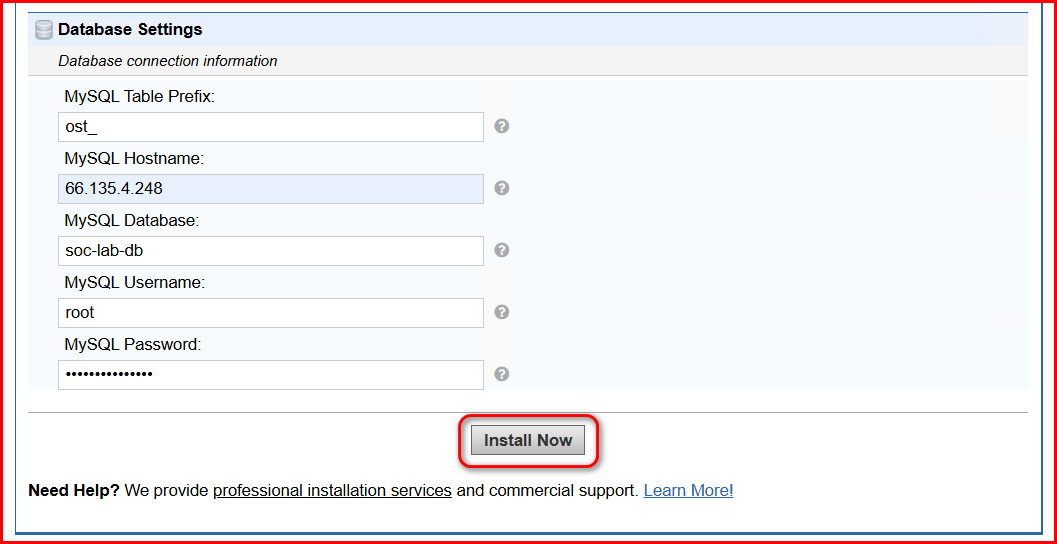 Database Settings
Database connection information
MySQL Table Prefix:
ost_
MySQL Hostname:
66.135.4.248
MySQL Database:
soc-lab-db
MySQL Username:
root
MySQL Password:
•••••••••••••••
Install Now
Need Help? We provide professional installation services and commercial support. Learn More!